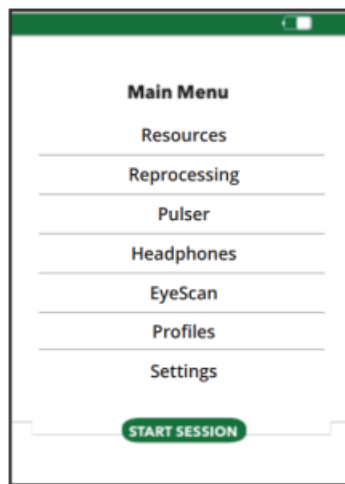 Main Menu
Resources
Reprocessing
Pulser
Headphones
EyeScan
Profiles
Settings
START SESSION